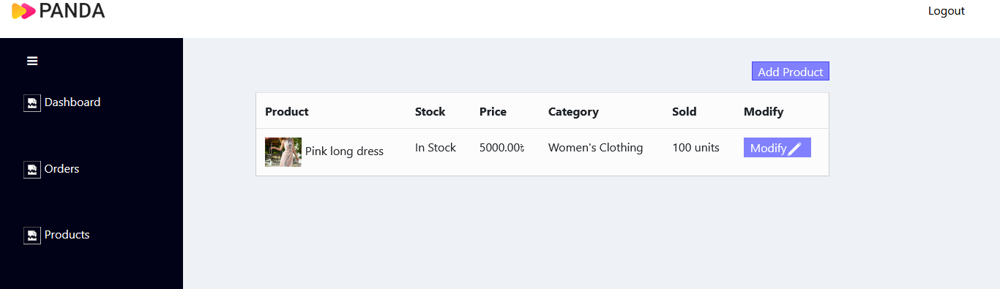 PANDA
Logout
Add Product
Dashboard
Product Stock Price Category Sold Modify
Pink long dress In Stock 5000.00৳ Women's Clothing 100 units Modify
Orders
Products